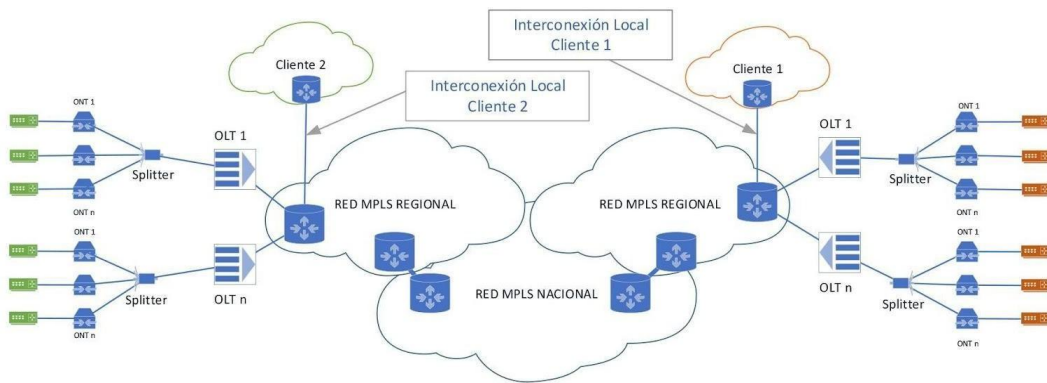 Interconexión Local
Cliente 1
Cliente 2
Interconexión Local
Cliente 2
Cliente 1
ONT 1
OLT 1
Splitter
ONT n
ONT 1
OLT n
Splitter
ONT n
RED MPLS REGIONAL
RED MPLS REGIONAL
RED MPLS NACIONAL
OLT 1
ONT 1
Splitter
ONT n
OLT n
ONT 1
Splitter
ONT n